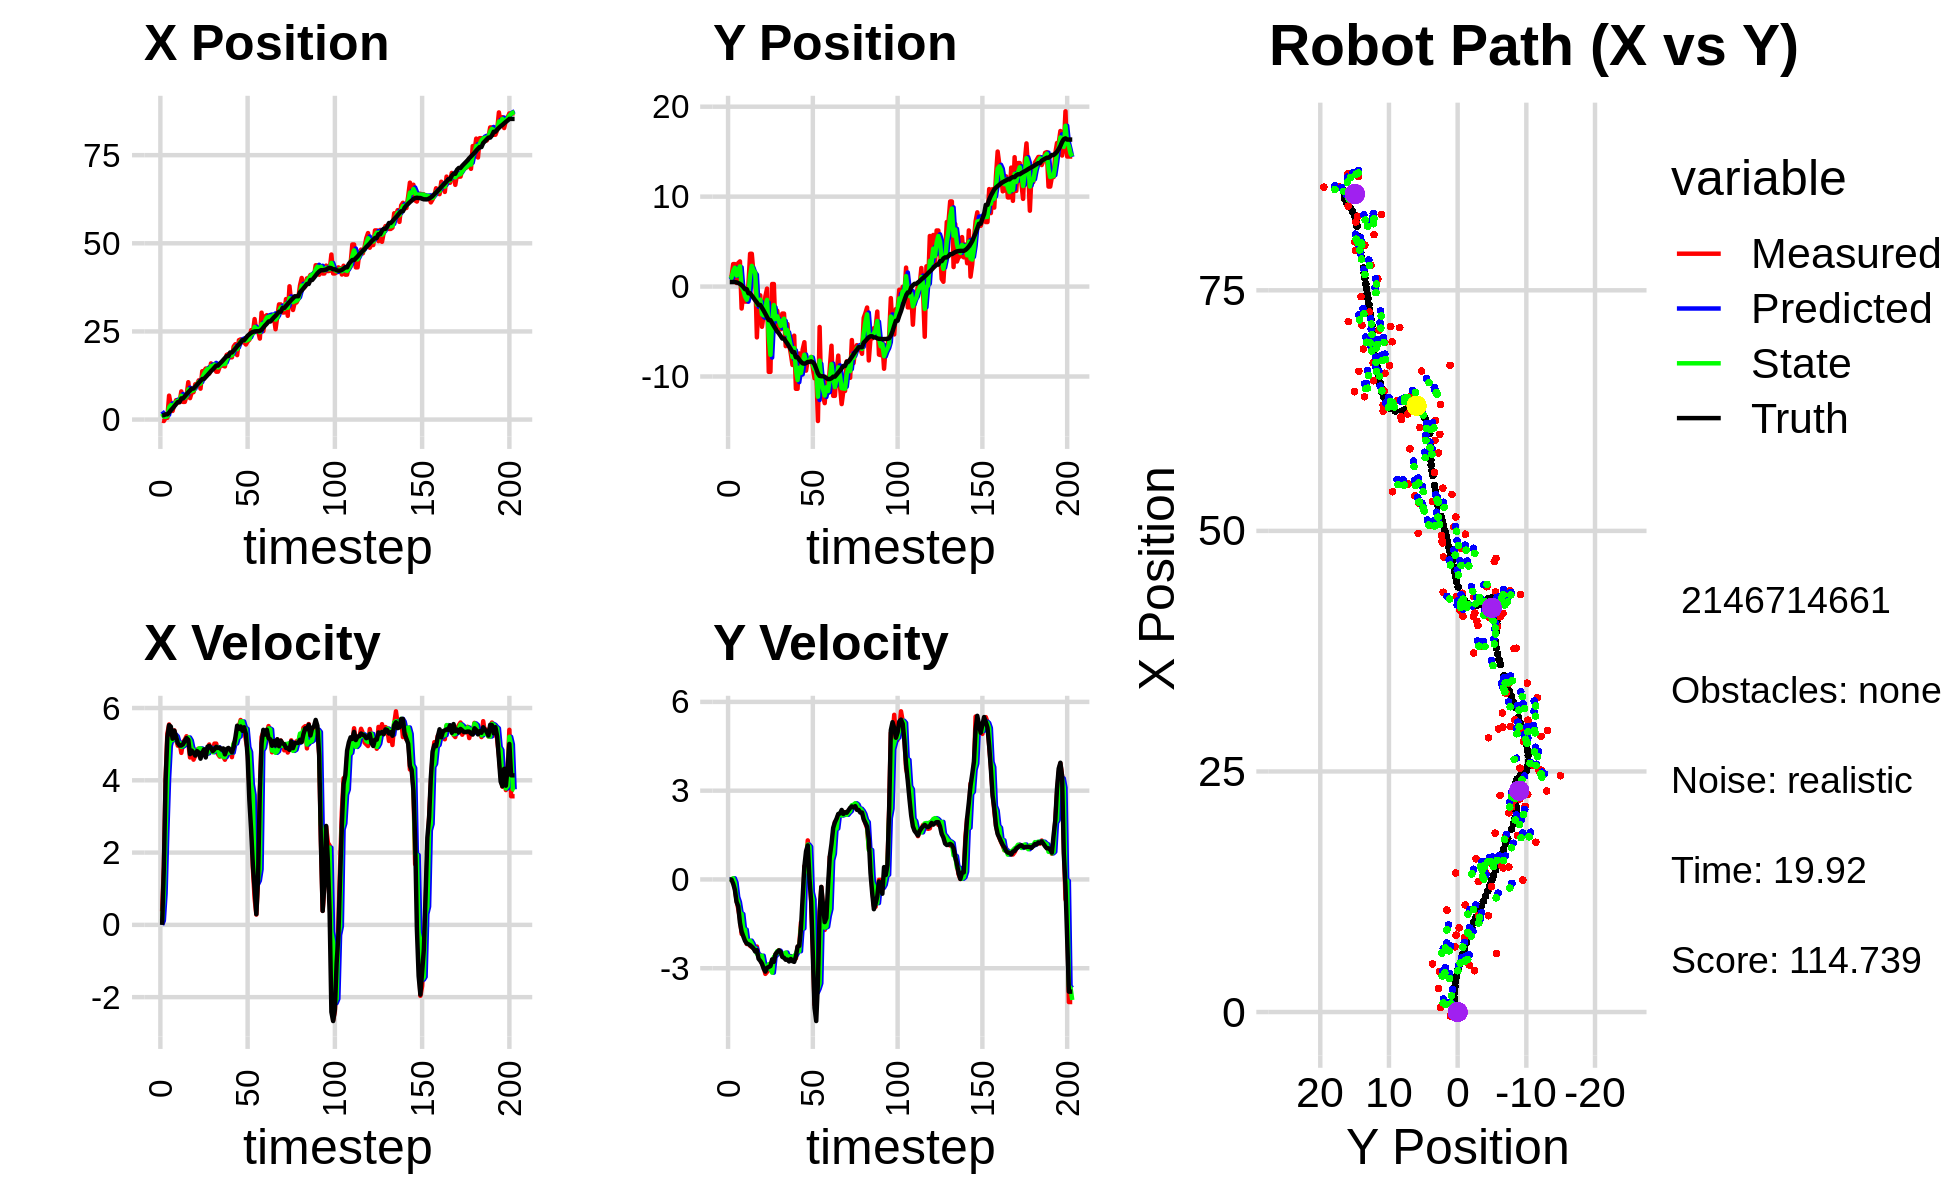 X Position
75
50
25
0
0
50
100
150
200
timestep
Y Position
20
10
0
-10
0
50
100
150
200
timestep
X Velocity
6
4
2
0
-2
0
50
100
150
200
timestep
Y Velocity
6
3
0
-3
0
50
100
150
200
timestep
Robot Path (X vs Y)
X Position
75
50
25
0
20 10 0 -10 -20
Y Position
variable
Measured
Predicted
State
Truth
2146714661
Obstacles: none
Noise: realistic
Time: 19.92
Score: 114.739